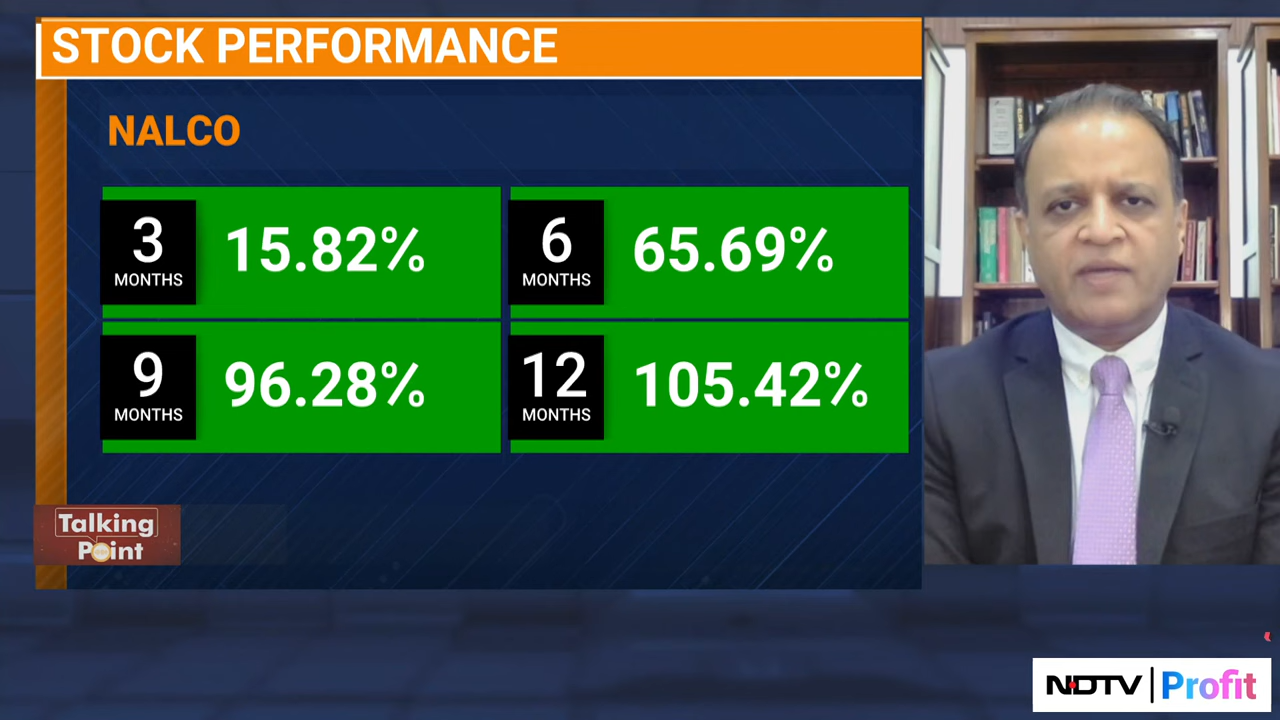 STOCK PERFORMANCE
NALCO
3
MONTHS
15.82%
6
MONTHS
65.69%
9
MONTHS
96.28%
12
MONTHS
105.42%
Talking
Point
NDTV | Profit